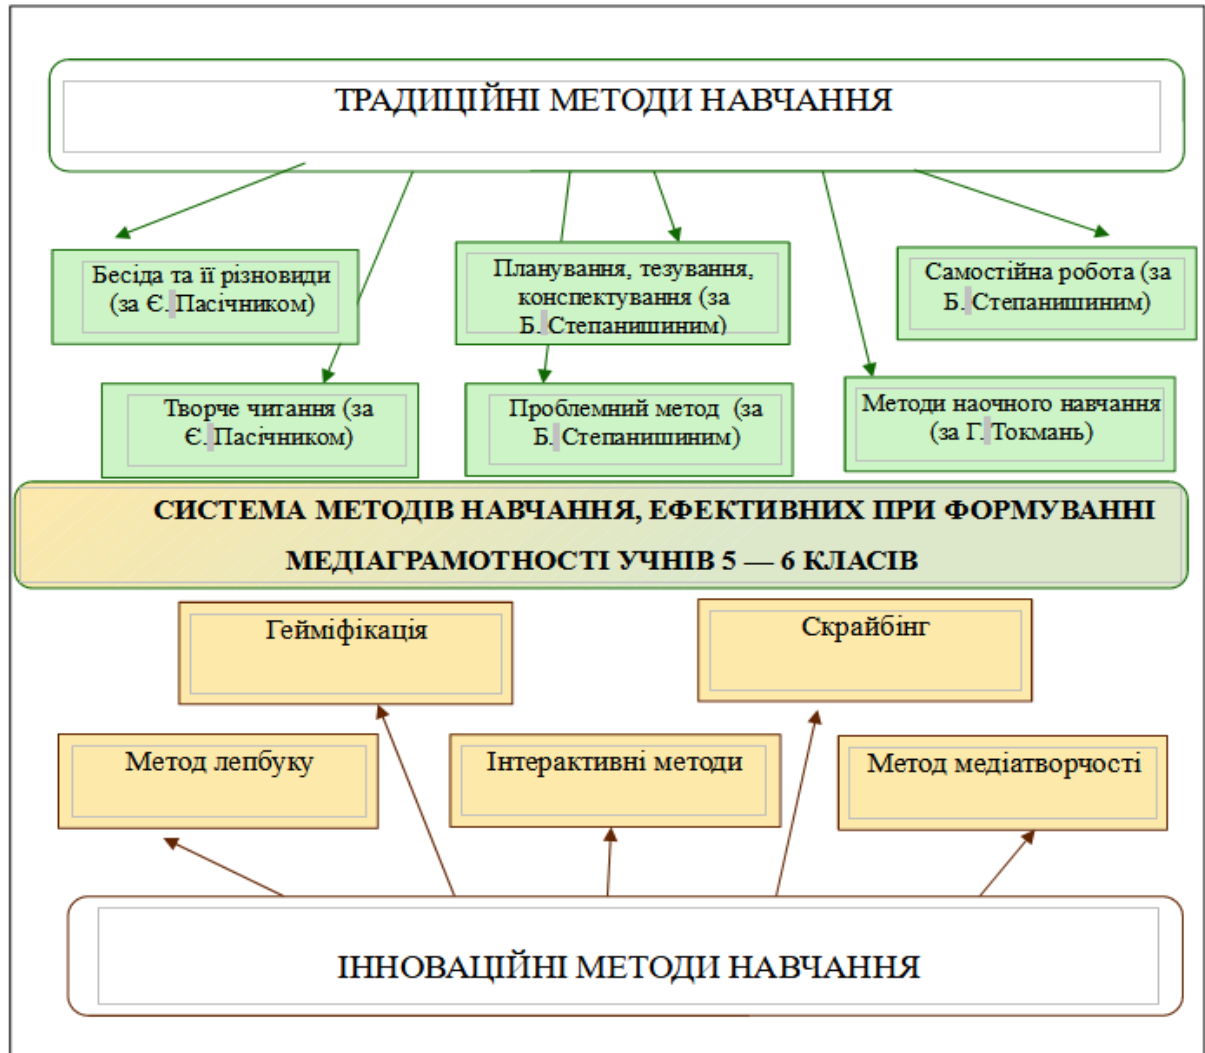 ТРАДИЦІЙНІ МЕТОДИ НАВЧАННЯ
Бесіда та її різновиди
(за Є. Пасічником)
Планування, тезування,
конспектування (за
Б. Степанишиним)
Самостійна робота (за
Б. Степанишиним)
Творче читання (за
Є. Пасічником)
Проблемний метод (за
Б. Степанишиним)
Методи наочного навчання
(за Г. Токмань)
СИСТЕМА МЕТОДІВ НАВЧАННЯ, ЕФЕКТИВНИХ ПРИ ФОРМУВАННІ
МЕДІАГРАМОТНОСТІ УЧНІВ 5 — 6 КЛАСІВ
Гейміфікація
Скрайбінг
Метод лепбуку
Інтерактивні методи
Метод медіатворчості
ІННОВАЦІЙНІ МЕТОДИ НАВЧАННЯ